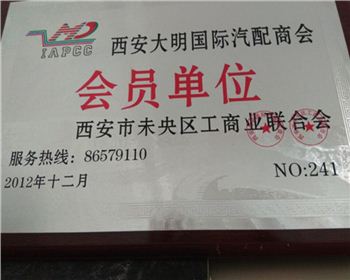 IAPCC
西安大明国际汽配商会
会员单位
西安市未央区工商业联合会
服务热线：86579110
2012年十二月
NO:241